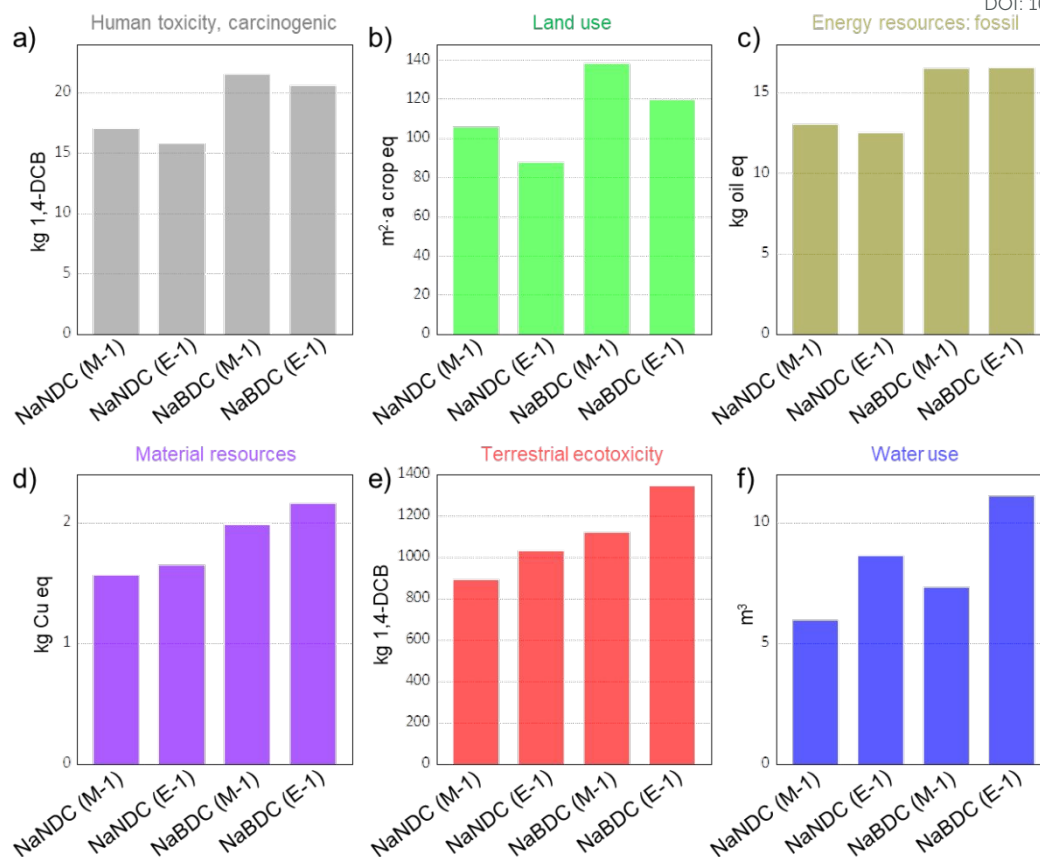 DOI: 10
Human toxicity, carcinogenic
Land use
Energy resources: fossil
a)
b)
c)
kg 1,4-DCB
20
15
10
5
0
m²·a crop eq
140
120
100
80
60
40
20
0
kg oil eq
15
10
5
0
NaNDC (M-1)
NaNDC (E-1)
NaBDC (M-1)
NaBDC (E-1)
NaNDC (M-1)
NaNDC (E-1)
NaBDC (M-1)
NaBDC (E-1)
NaNDC (M-1)
NaNDC (E-1)
NaBDC (M-1)
NaBDC (E-1)
Material resources
Terrestrial ecotoxicity
Water use
d)
e)
f)
kg Cu eq
2
1
0
kg 1,4-DCB
1400
1200
1000
800
600
400
200
0
m³
10
5
0
NaNDC (M-1)
NaNDC (E-1)
NaBDC (M-1)
NaBDC (E-1)
NaNDC (M-1)
NaNDC (E-1)
NaBDC (M-1)
NaBDC (E-1)
NaNDC (M-1)
NaNDC (E-1)
NaBDC (M-1)
NaBDC (E-1)